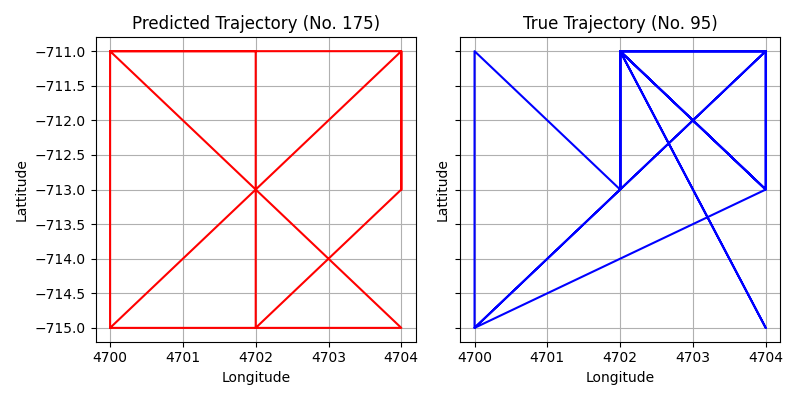 Predicted Trajectory (No. 175)
True Trajectory (No. 95)
Lattitude
−711.0
−711.5
−712.0
−712.5
−713.0
−713.5
−714.0
−714.5
−715.0
4700 4701 4702 4703 4704
Longitude
Lattitude
4700 4701 4702 4703 4704
Longitude